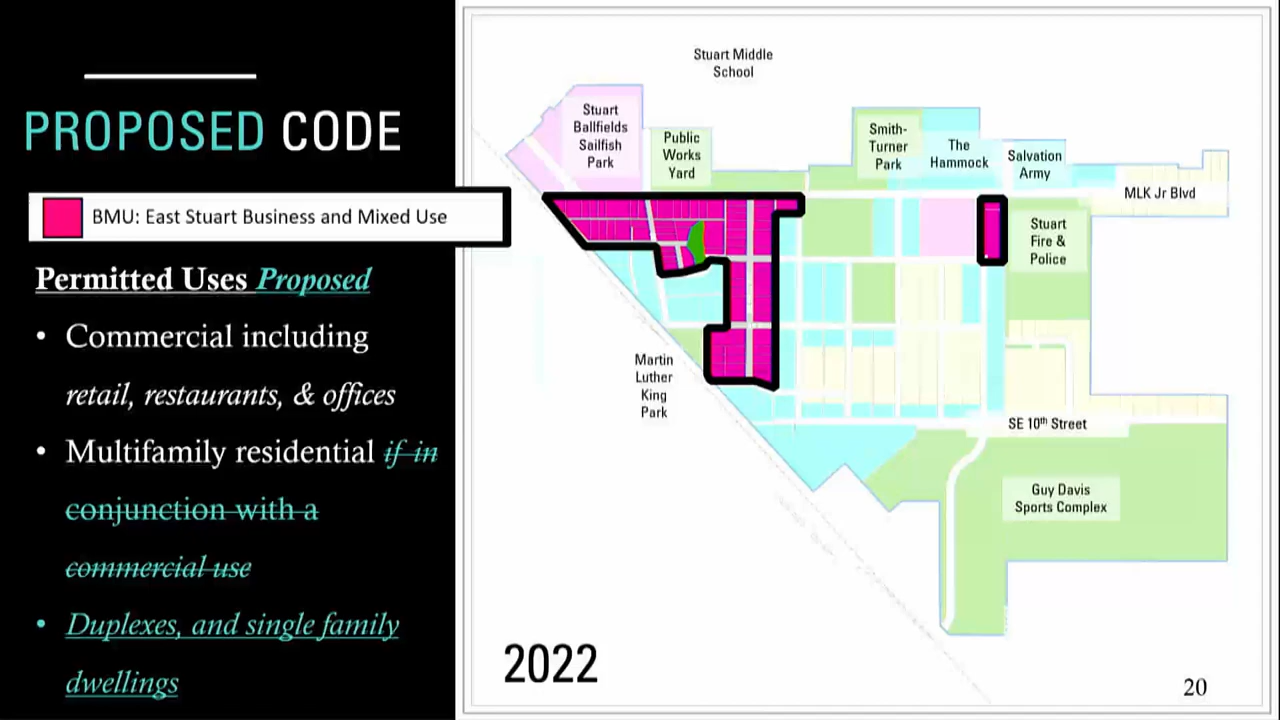 PROPOSED CODE
BMU: East Stuart Business and Mixed Use
Permitted Uses Proposed
• Commercial including
retail, restaurants, & offices
• Multifamily residential if in
conjunction with a
commercial use
• Duplexes, and single family
dwellings
Stuart Middle
School
Stuart
Ballfields
Sailfish
Park
Public
Works
Yard
Smith-
Turner
Park
The
Hammock
Salvation
Army
MLK Jr Blvd
Stuart
Fire &
Police
Martin
Luther
King
Park
SE 10th Street
Guy Davis
Sports Complex
2022
20